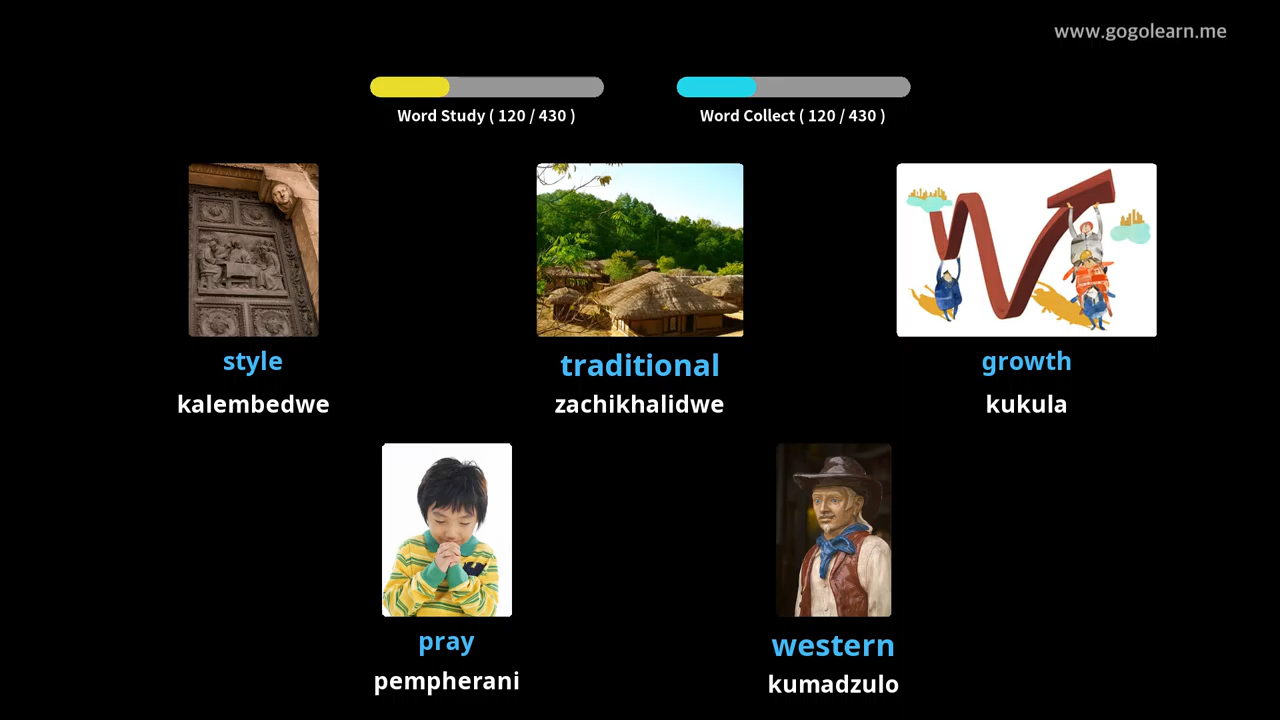 www.gogolearn.me
Word Study ( 120 / 430 )
Word Collect ( 120 / 430 )
style
kalembedwe
traditional
zachikhalidwe
growth
kukula
pray
pempherani
western
kumadzulo